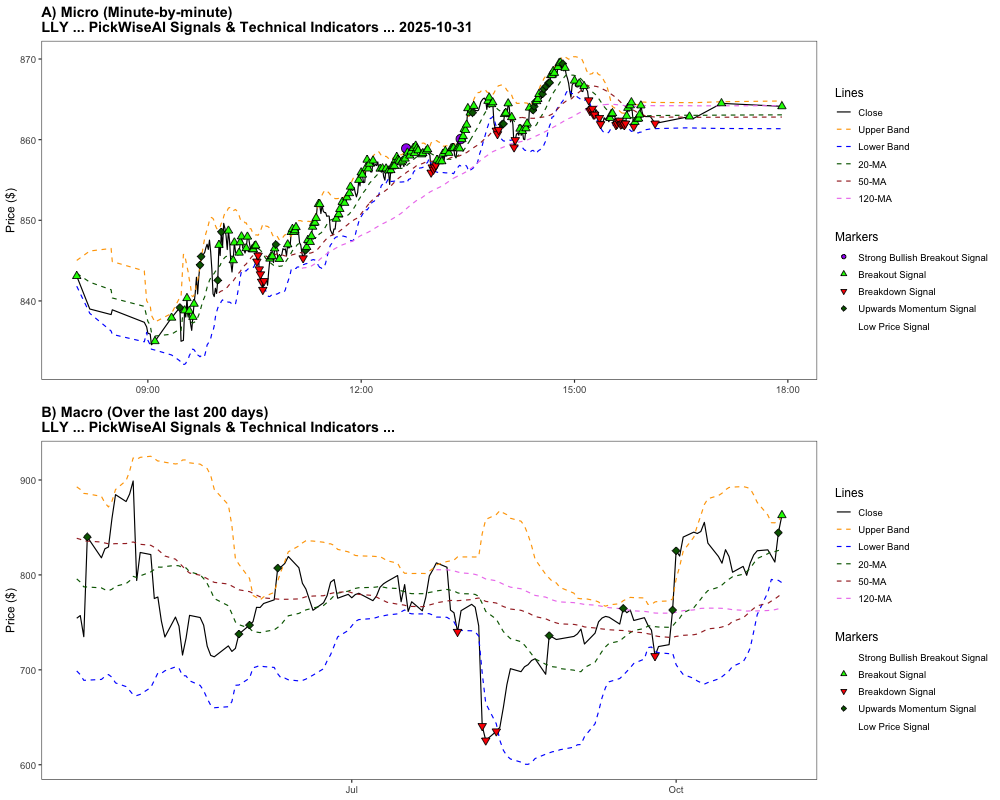 A) Micro (Minute-by-minute)
LLY ... PickWiseAI Signals & Technical Indicators ... 2025-10-31
Price ($)
870
860
850
840
09:00
12:00
15:00
18:00
Lines
Close
Upper Band
Lower Band
20-MA
50-MA
120-MA
Markers
Strong Bullish Breakout Signal
Breakout Signal
Breakdown Signal
Upwards Momentum Signal
Low Price Signal
B) Macro (Over the last 200 days)
LLY ... PickWiseAI Signals & Technical Indicators ...
Price ($)
900
800
700
600
Jul
Oct
Lines
Close
Upper Band
Lower Band
20-MA
50-MA
120-MA
Markers
Strong Bullish Breakout Signal
Breakout Signal
Breakdown Signal
Upwards Momentum Signal
Low Price Signal